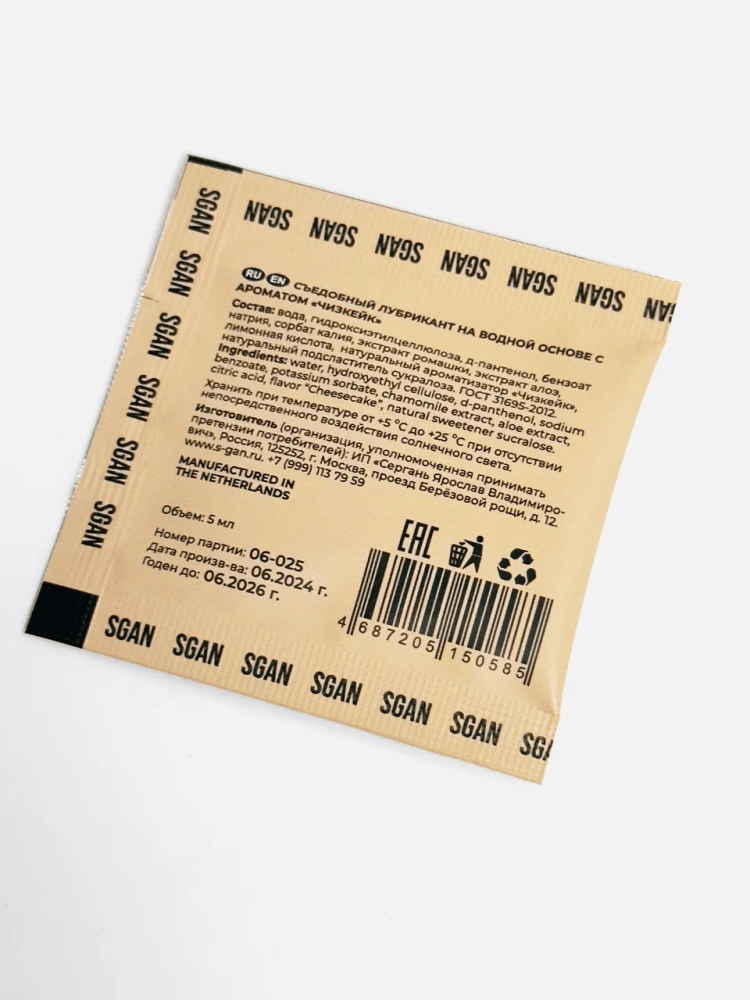 SGAN SGAN SGAN SGAN SGAN SGAN SGAN
SGAN SGAN SGAN SGAN SGAN SGAN
RU EN СЪЕДОБНЫЙ ЛУБРИКАНТ НА ВОДНОЙ ОСНОВЕ С
АРОМАТОМ «ЧИЗКЕЙК»
Состав: вода, гидроксиэтилцеллюлоза, д-пантенол, бензоат
натрия, сорбат калия, экстракт ромашки, экстракт алоэ,
лимонная кислота, натуральный ароматизатор «Чизкейк»,
натуральный подсластитель сукралоза. ГОСТ 31695-2012.
Ingredients: water, hydroxyethyl cellulose, d-panthenol, sodium
benzoate, potassium sorbate, chamomile extract, aloe extract,
citric acid, flavor "Cheesecake", natural sweetener sucralose.
Хранить при температуре от +5 °C до +25 °C при отсутствии
непосредственного воздействия солнечного света.
Изготовитель (организация, уполномоченная принимать
претензии потребителей): ИП «Сергань Ярослав Владимиро-
вич», Россия, 125252, г. Москва, проезд Берёзовой рощи, д. 12.
www.s-gan.ru. +7 (999) 113 79 59
MANUFACTURED IN
THE NETHERLANDS
Объем: 5 мл
Номер партии: 06-025
Дата произв-ва: 06.2024 г.
Годен до: 06.2026 г.
EAC
4 687205 150585
SGAN SGAN SGAN SGAN SGAN SGAN SGA